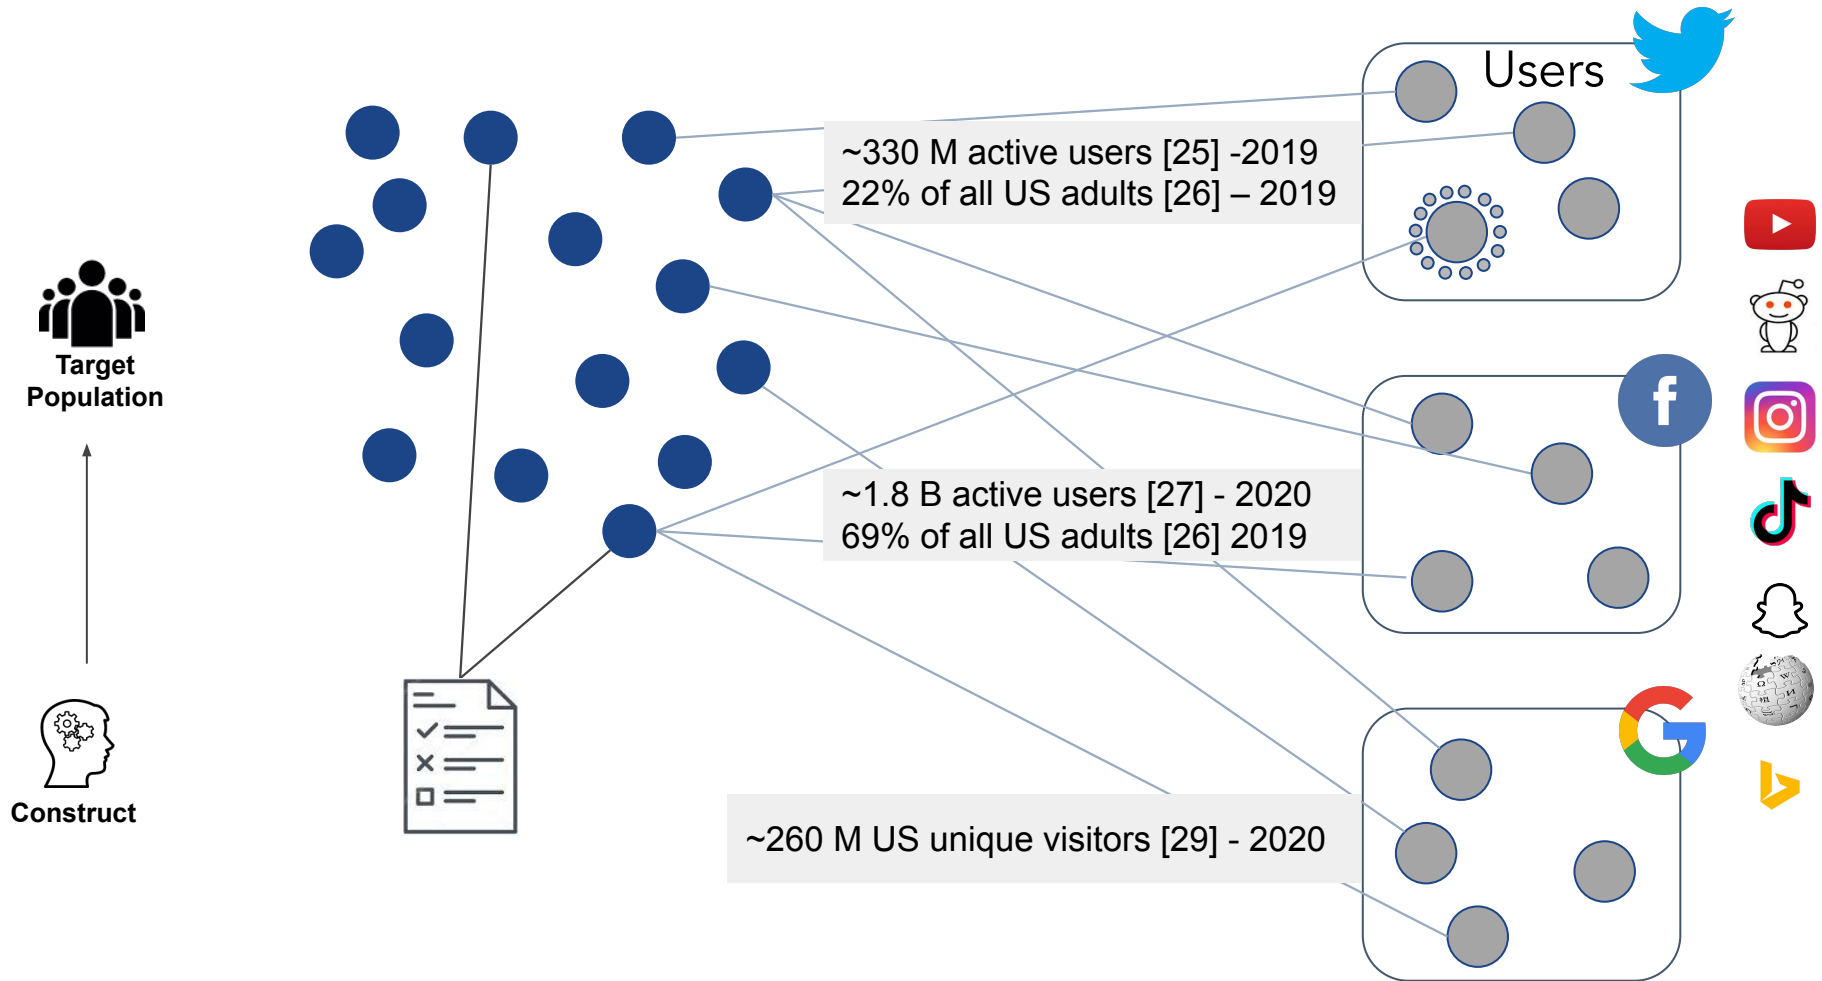 Users
~330 M active users [25] -2019
22% of all US adults [26] – 2019
Target
Population
~1.8 B active users [27] - 2020
69% of all US adults [26] 2019
Construct
~260 M US unique visitors [29] - 2020